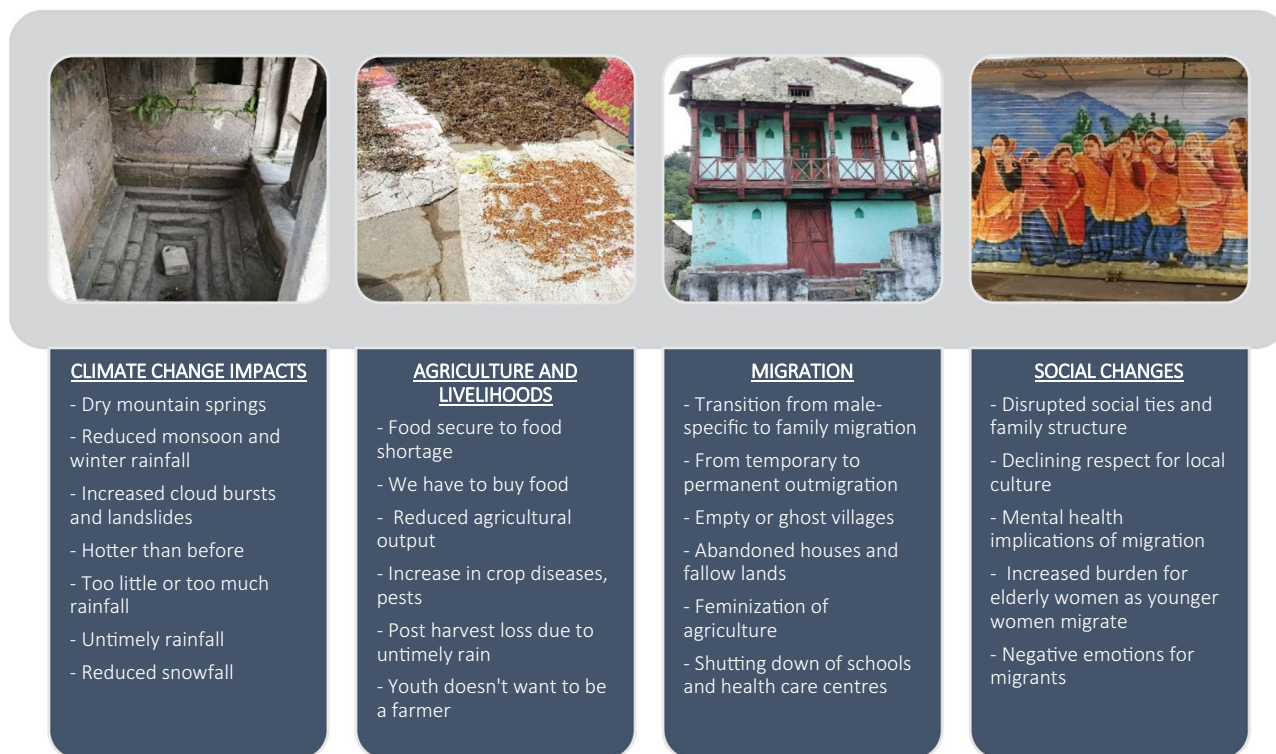 CLIMATE CHANGE IMPACTS
- Dry mountain springs
- Reduced monsoon and
winter rainfall
- Increased cloud bursts
and landslides
- Hotter than before
- Too little or too much
rainfall
- Untimely rainfall
- Reduced snowfall
AGRICULTURE AND
LIVELIHOODS
- Food secure to food
shortage
- We have to buy food
- Reduced agricultural
output
- Increase in crop diseases,
pests
- Post harvest loss due to
untimely rain
- Youth doesn't want to be
a farmer
MIGRATION
- Transition from male-
specific to family migration
- From temporary to
permanent outmigration
- Empty or ghost villages
- Abandoned houses and
fallow lands
- Feminization of
agriculture
- Shutting down of schools
and health care centres
SOCIAL CHANGES
- Disrupted social ties and
family structure
- Declining respect for local
culture
- Mental health
implications of migration
- Increased burden for
elderly women as younger
women migrate
- Negative emotions for
migrants